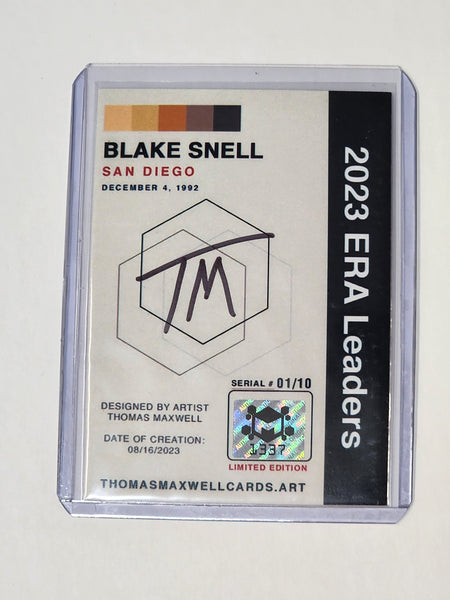 BLAKE SNELL
SAN DIEGO
DECEMBER 4, 1992
TM
SERIAL # 01/10
DESIGNED BY ARTIST
THOMAS MAXWELL
DATE OF CREATION:
08/16/2023
1337
LIMITED EDITION
THOMASMAXWELLCARDS.ART
2023 ERA Leaders